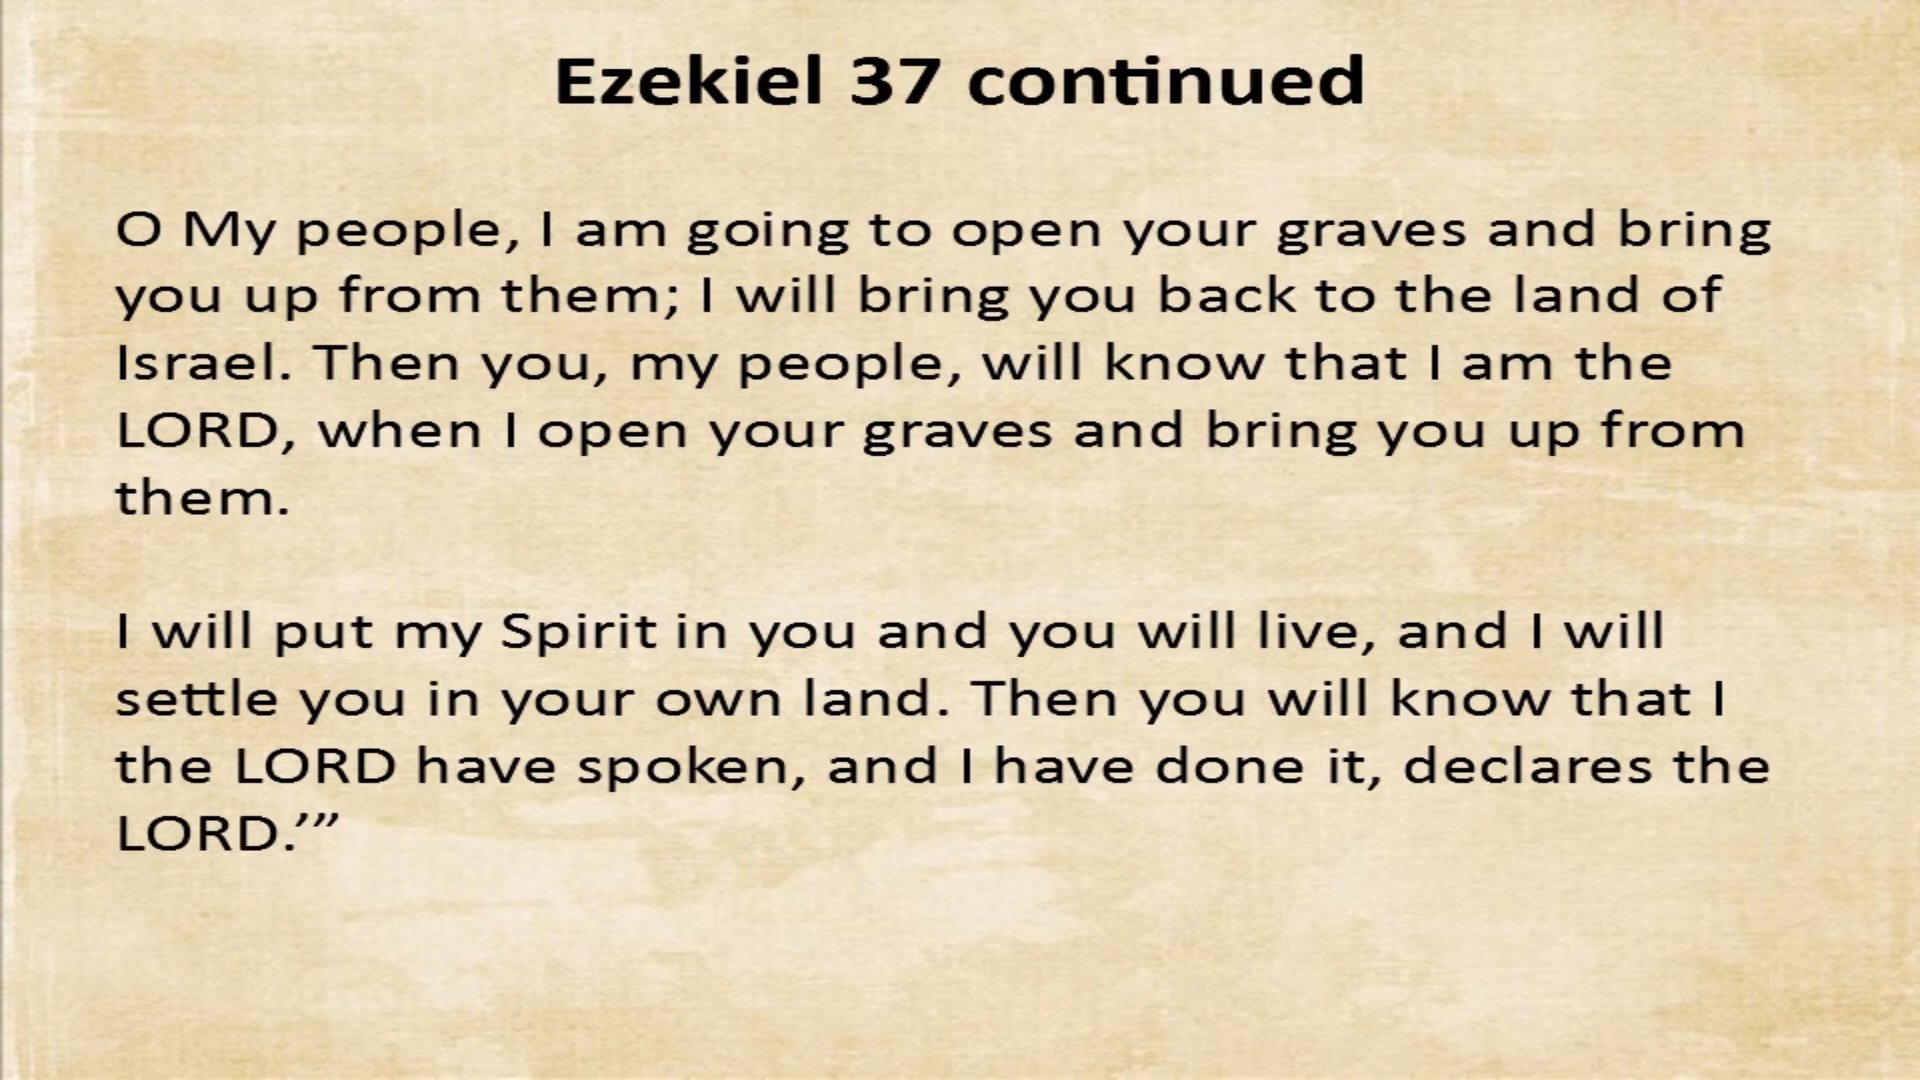 Ezekiel 37 continued
O My people, I am going to open your graves and bring
you up from them; I will bring you back to the land of
Israel. Then you, my people, will know that I am the
LORD, when I open your graves and bring you up from
them.
I will put my Spirit in you and you will live, and I will
settle you in your own land. Then you will know that I
the LORD have spoken, and I have done it, declares the
LORD.’”